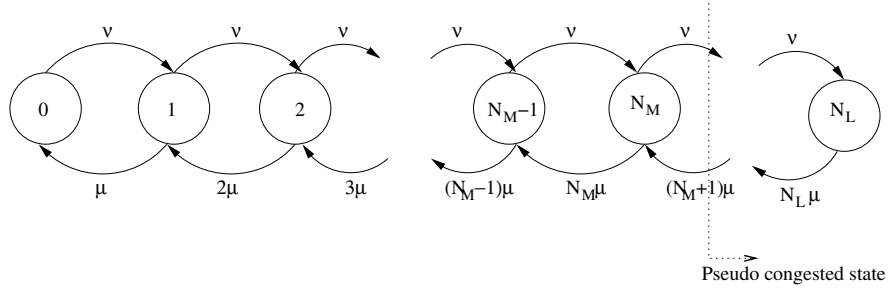 ν ν ν ν ν ν ν
0 1 2 N_M−1 N_M N_L
μ 2μ 3μ (N_M−1)μ N_Mμ (N_M+1)μ N_Lμ
Pseudo congested state